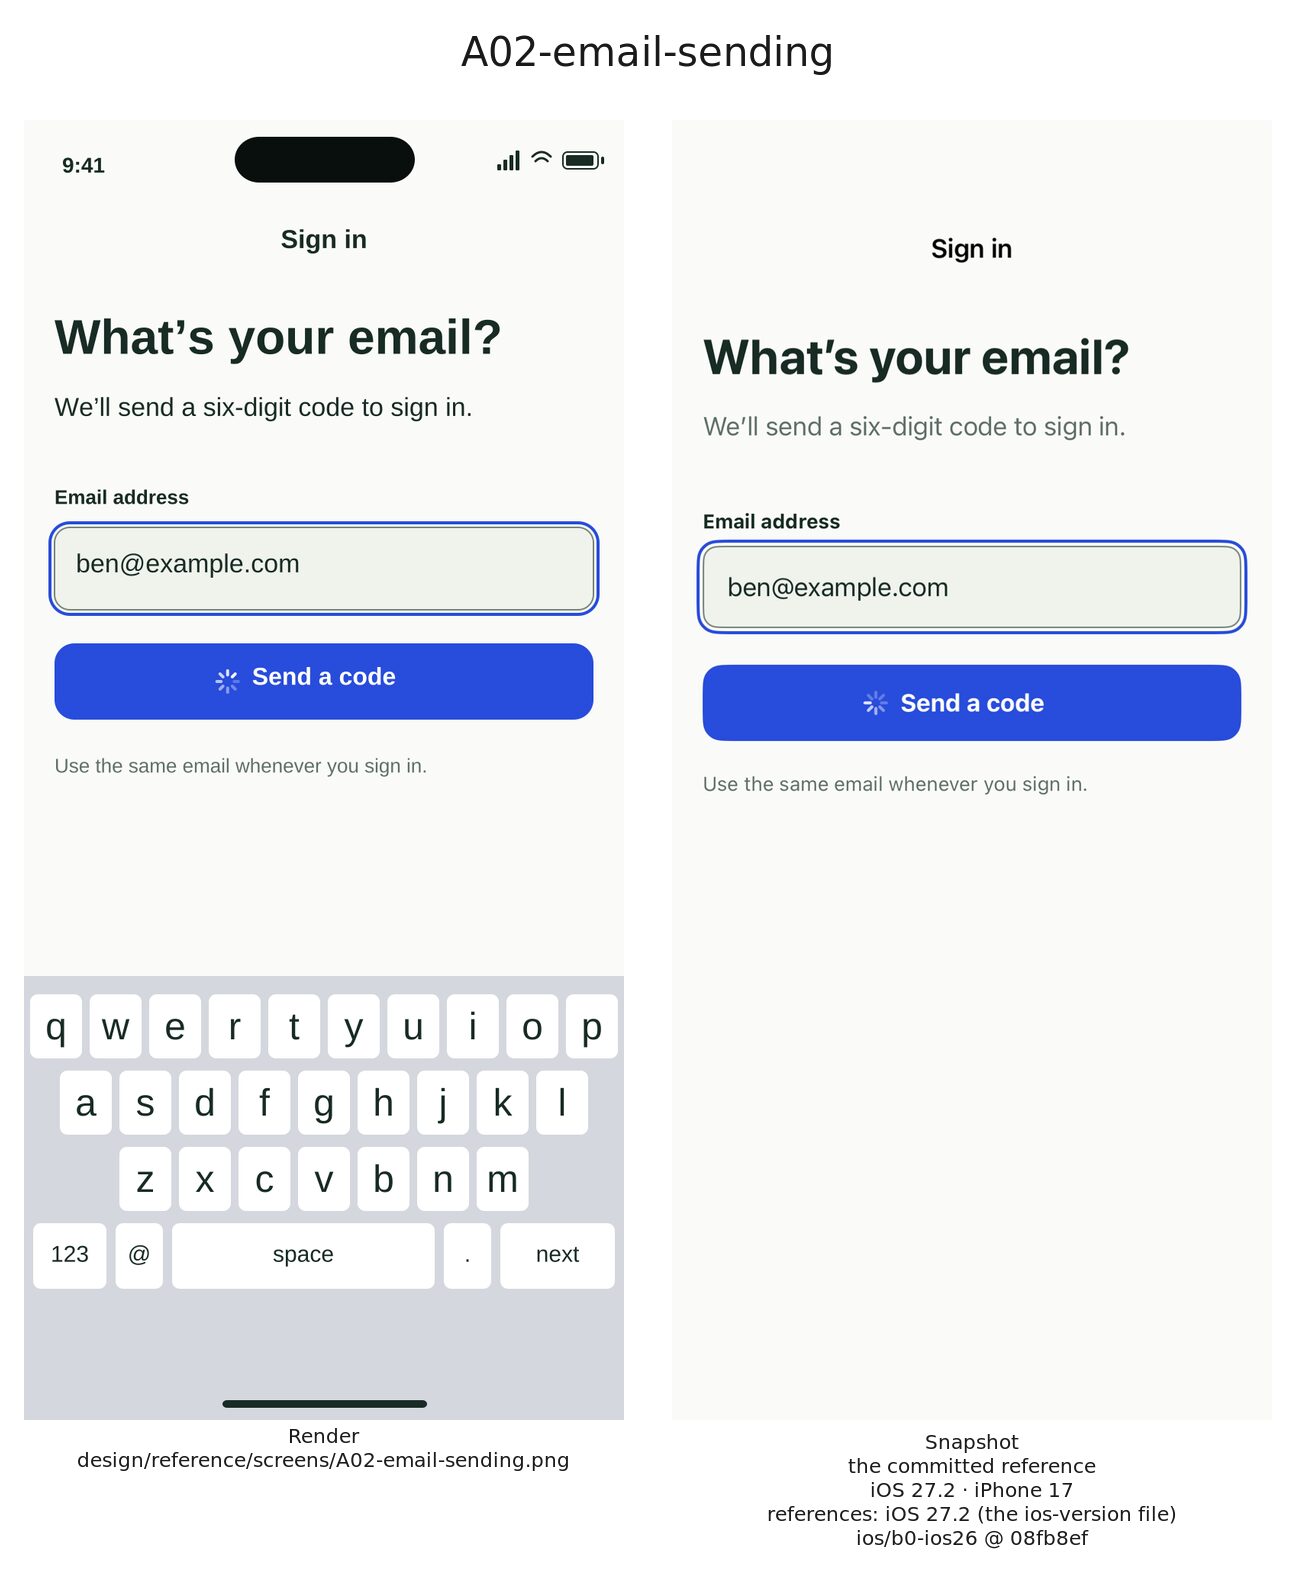 A02-email-sending
9:41
Sign in
What’s your email?
We’ll send a six-digit code to sign in.
Email address
ben@example.com
Send a code
Use the same email whenever you sign in.
q w e r t y u i o p
a s d f g h j k l
z x c v b n m
123 @ space . next
Render
design/reference/screens/A02-email-sending.png
Sign in
What’s your email?
We’ll send a six-digit code to sign in.
Email address
ben@example.com
Send a code
Use the same email whenever you sign in.
Snapshot
the committed reference
iOS 27.2 · iPhone 17
references: iOS 27.2 (the ios-version file)
ios/b0-ios26 @ 08fb8ef